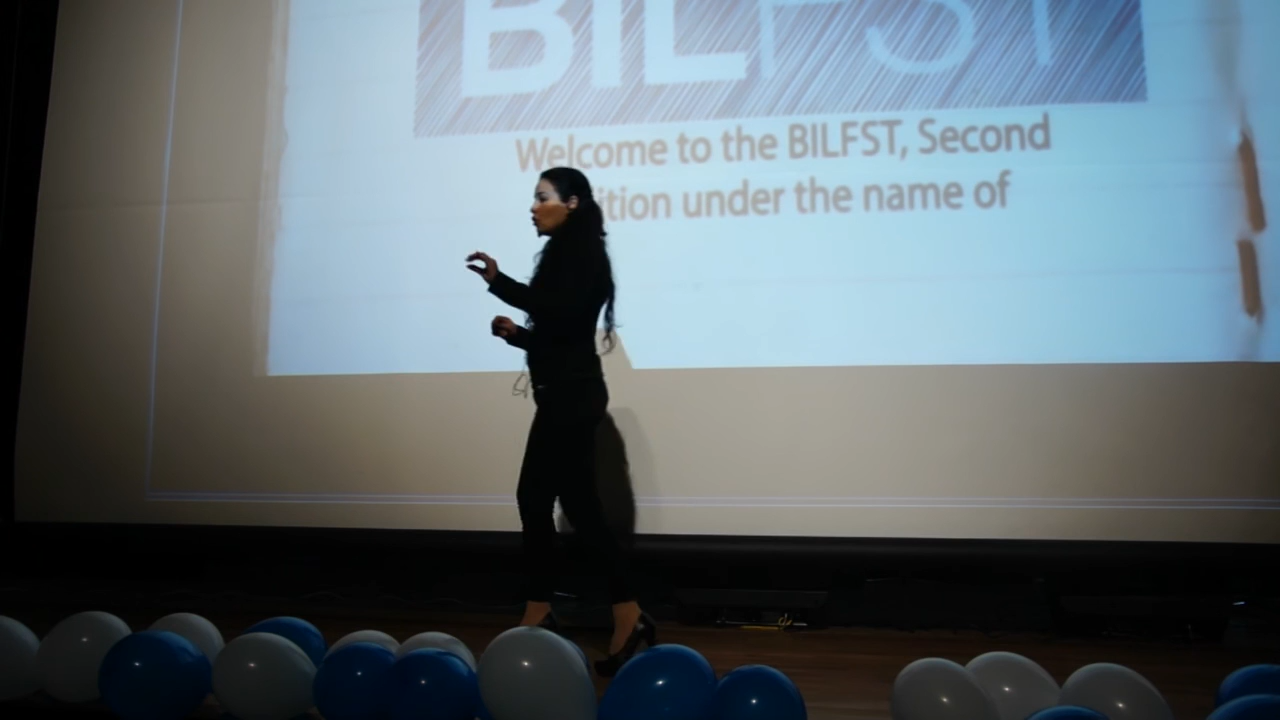 BILFST
Welcome to the BILFST, Second
ition under the name of